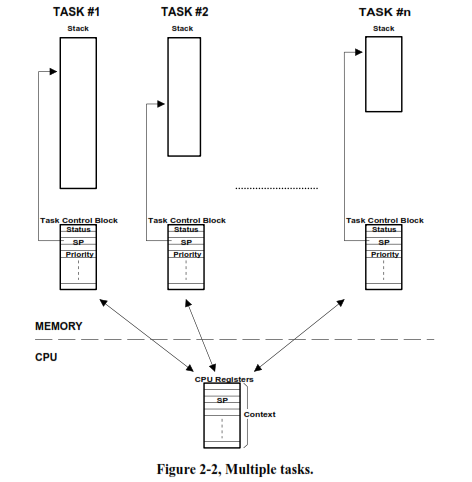 TASK #1 TASK #2 TASK #n
Stack Stack Stack
Task Control Block Task Control Block Task Control Block
Status Status Status
SP SP SP
Priority Priority Priority
MEMORY
CPU
CPU Registers
SP
Context
Figure 2-2, Multiple tasks.